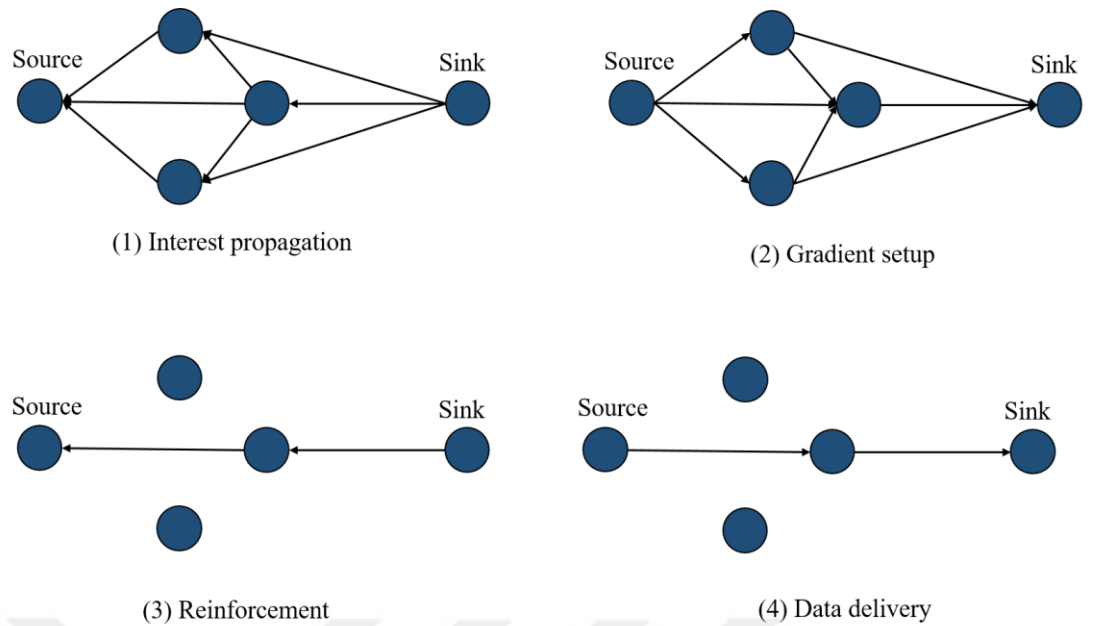 Source
Sink
(1) Interest propagation
Source
Sink
(2) Gradient setup
Source
Sink
(3) Reinforcement
Source
Sink
(4) Data delivery